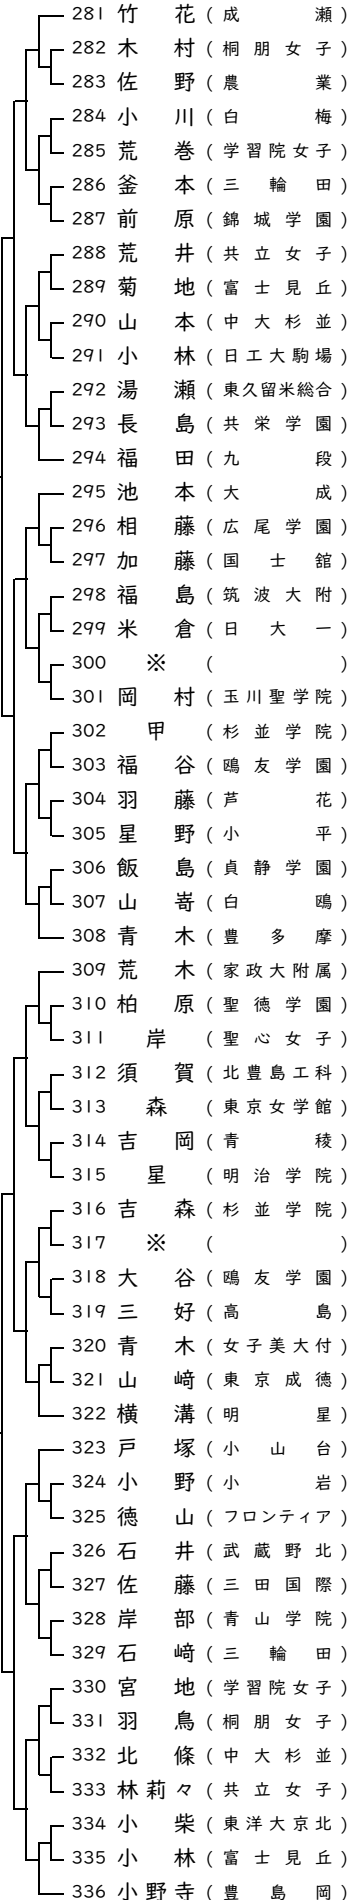 281 竹花 (成瀬)
282 木村 (桐朋女子)
283 佐野 (農業)
284 小川 (白梅)
285 荒巻 (学習院女子)
286 釜本 (三輪田)
287 前原 (錦城学園)
288 荒井 (共立女子)
289 菊地 (富士見丘)
290 山本 (中大杉並)
291 小林 (日工大駒場)
292 湯瀬 (東久留米総合)
293 長島 (共栄学園)
294 福田 (九段)
295 池本 (大成)
296 相藤 (広尾学園)
297 加藤 (国士舘)
298 福島 (筑波大附)
299 米倉 (日大一)
300 ※ ( )
301 岡村 (玉川聖学院)
302 甲 (杉並学院)
303 福谷 (鴎友学園)
304 羽藤 (芦花)
305 星野 (小平)
306 飯島 (貞静学園)
307 山嵜 (白鴎)
308 青木 (豊多摩)
309 荒木 (家政大附属)
310 柏原 (聖徳学園)
311 岸 (聖心女子)
312 須賀 (北豊島工科)
313 森 (東京女学館)
314 吉岡 (青稜)
315 星 (明治学院)
316 吉森 (杉並学院)
317 ※ ( )
318 大谷 (鴎友学園)
319 三好 (高島)
320 青木 (女子美大付)
321 山﨑 (東京成徳)
322 横溝 (明星)
323 戸塚 (小山台)
324 小野 (小岩)
325 徳山 (フロンティア)
326 石井 (武蔵野北)
327 佐藤 (三田国際)
328 岸部 (青山学院)
329 石﨑 (三輪田)
330 宮地 (学習院女子)
331 羽鳥 (桐朋女子)
332 北條 (中大杉並)
333 林莉々 (共立女子)
334 小柴 (東洋大京北)
335 小林 (富士見丘)
336 小野寺 (豊島岡)